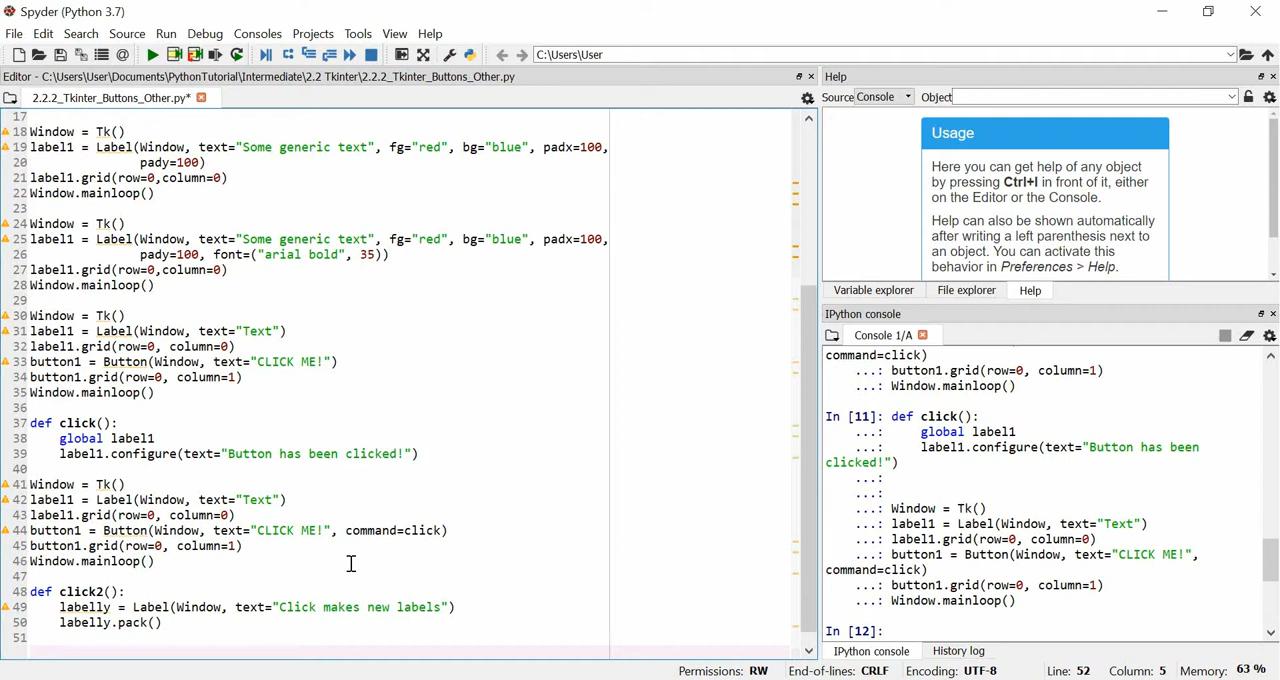 Spyder (Python 3.7)
File Edit Search Source Run Debug Consoles Projects Tools View Help
C:\Users\User
Editor - C:\Users\User\Documents\PythonTutorial\Intermediate\2.2 Tkinter\2.2.2_Tkinter_Buttons_Other.py
2.2.2_Tkinter_Buttons_Other.py*
17
18 Window = Tk()
19 label1 = Label(Window, text="Some generic text", fg="red", bg="blue", padx=100,
20 pady=100)
21 label1.grid(row=0,column=0)
22 Window.mainloop()
23
24 Window = Tk()
25 label1 = Label(Window, text="Some generic text", fg="red", bg="blue", padx=100,
26 pady=100, font=("arial bold", 35))
27 label1.grid(row=0,column=0)
28 Window.mainloop()
29
30 Window = Tk()
31 label1 = Label(Window, text="Text")
32 label1.grid(row=0, column=0)
33 button1 = Button(Window, text="CLICK ME!")
34 button1.grid(row=0, column=1)
35 Window.mainloop()
36
37 def click():
38 global label1
39 label1.configure(text="Button has been clicked!")
40
41 Window = Tk()
42 label1 = Label(Window, text="Text")
43 label1.grid(row=0, column=0)
44 button1 = Button(Window, text="CLICK ME!", command=click)
45 button1.grid(row=0, column=1)
46 Window.mainloop()
47
48 def click2():
49 labelly = Label(Window, text="Click makes new labels")
50 labelly.pack()
51
Help
Source Console Object
Usage
Here you can get help of any object
by pressing Ctrl+I in front of it, either
on the Editor or the Console.
Help can also be shown automatically
after writing a left parenthesis next to
an object. You can activate this
behavior in Preferences > Help.
Variable explorer File explorer Help
IPython console
Console 1/A
command=click)
...: button1.grid(row=0, column=1)
...: Window.mainloop()
In [11]: def click():
...: global label1
...: label1.configure(text="Button has been
clicked!")
...:
...:
...: Window = Tk()
...: label1 = Label(Window, text="Text")
...: label1.grid(row=0, column=0)
...: button1 = Button(Window, text="CLICK ME!",
command=click)
...: button1.grid(row=0, column=1)
...: Window.mainloop()
In [12]:
IPython console History log
Permissions: RW End-of-lines: CRLF Encoding: UTF-8 Line: 52 Column: 5 Memory: 63 %